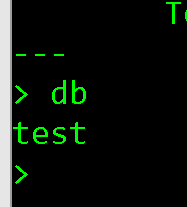 ---
> db
test
>